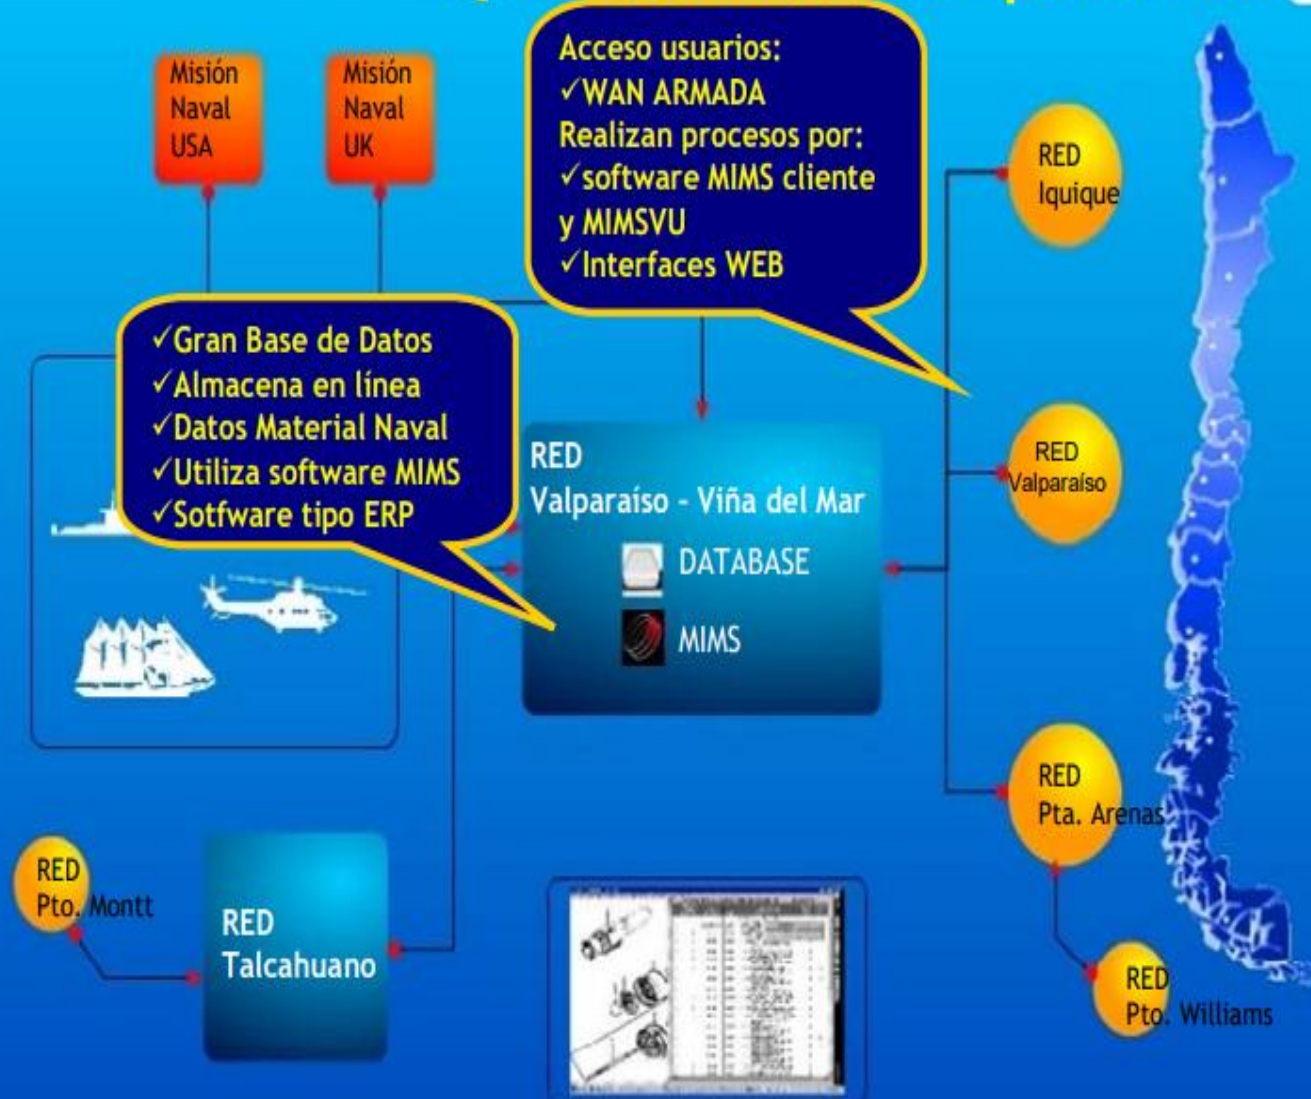 Misión
Naval
USA
Misión
Naval
UK
Acceso usuarios:
✓WAN ARMADA
Realizan procesos por:
✓software MIMS cliente
y MIMSVU
✓Interfaces WEB
RED
Iquique
✓Gran Base de Datos
✓Almacena en línea
✓Datos Material Naval
✓Utiliza software MIMS
✓Sotfware tipo ERP
RED
Valparaíso - Viña del Mar
DATABASE
MIMS
RED
Valparaíso
RED
Pta. Arenas
RED
Pto. Montt
RED
Talcahuano
RED
Pto. Williams